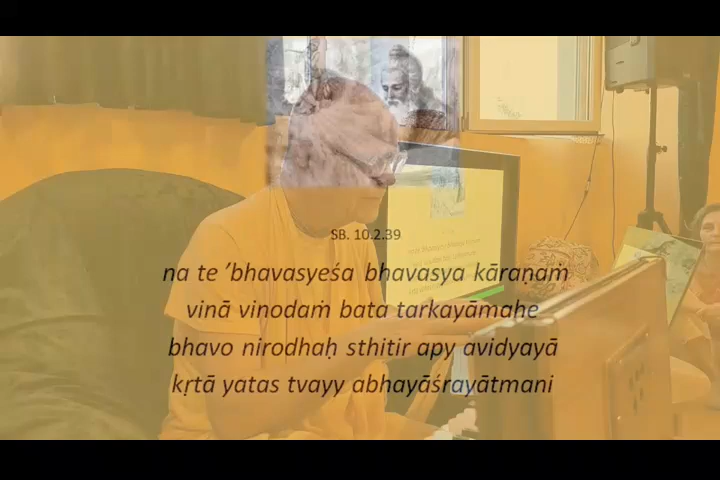 SB. 10.2.39
na te ’bhavasyeśa bhavasya kāraṇaṁ
vinā vinodaṁ bata tarkayāmahe
bhavo nirodhaḥ sthitir apy avidyayā
kṛtā yatas tvayy abhayāśrayātmani